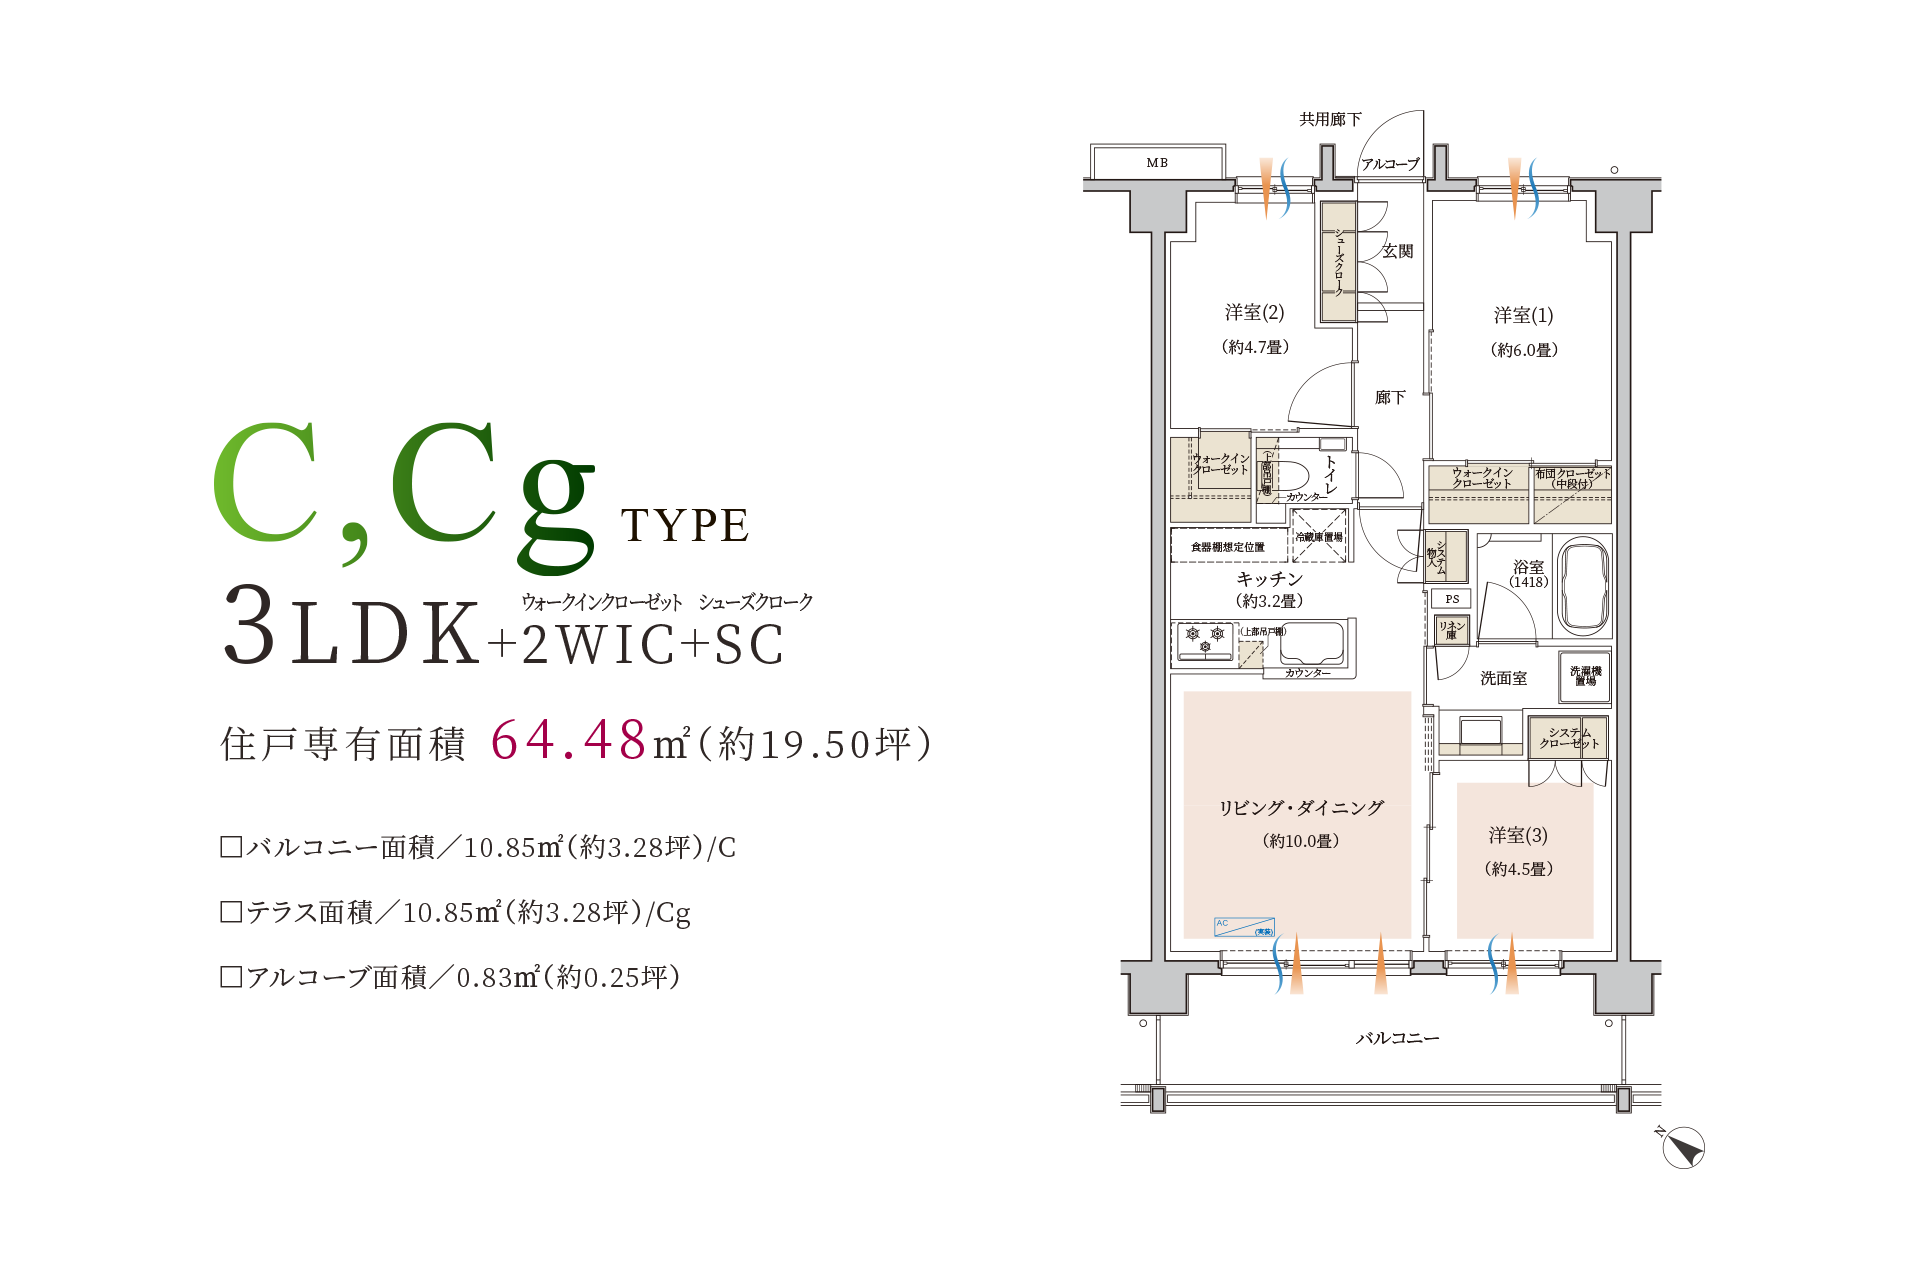 C,Cg TYPE
ウォークインクローゼット シューズクローク
3LDK+2WIC+SC
住戸専有面積 64.48㎡(約19.50坪)
□バルコニー面積／10.85㎡(約3.28坪)/C
□テラス面積／10.85㎡(約3.28坪)/Cg
□アルコーブ面積／0.83㎡(約0.25坪)
共用廊下
MB
アルコーブ
シューズクローク
玄関
洋室(2)
(約4.7畳)
洋室(1)
(約6.0畳)
廊下
ウォークイン
クローゼット
(上部吊戸棚)
トイレ
カウンター
ウォークイン
クローゼット
布団クローゼット
(中段付)
食器棚想定位置
冷蔵庫置場
システム
物入
浴室
(1418)
キッチン
(約3.2畳)
PS
リネン
庫
(上部吊戸棚)
カウンター
洗面室
洗濯機
置場
システム
クローゼット
リビング・ダイニング
(約10.0畳)
洋室(3)
(約4.5畳)
AC
(実装)
バルコニー
N